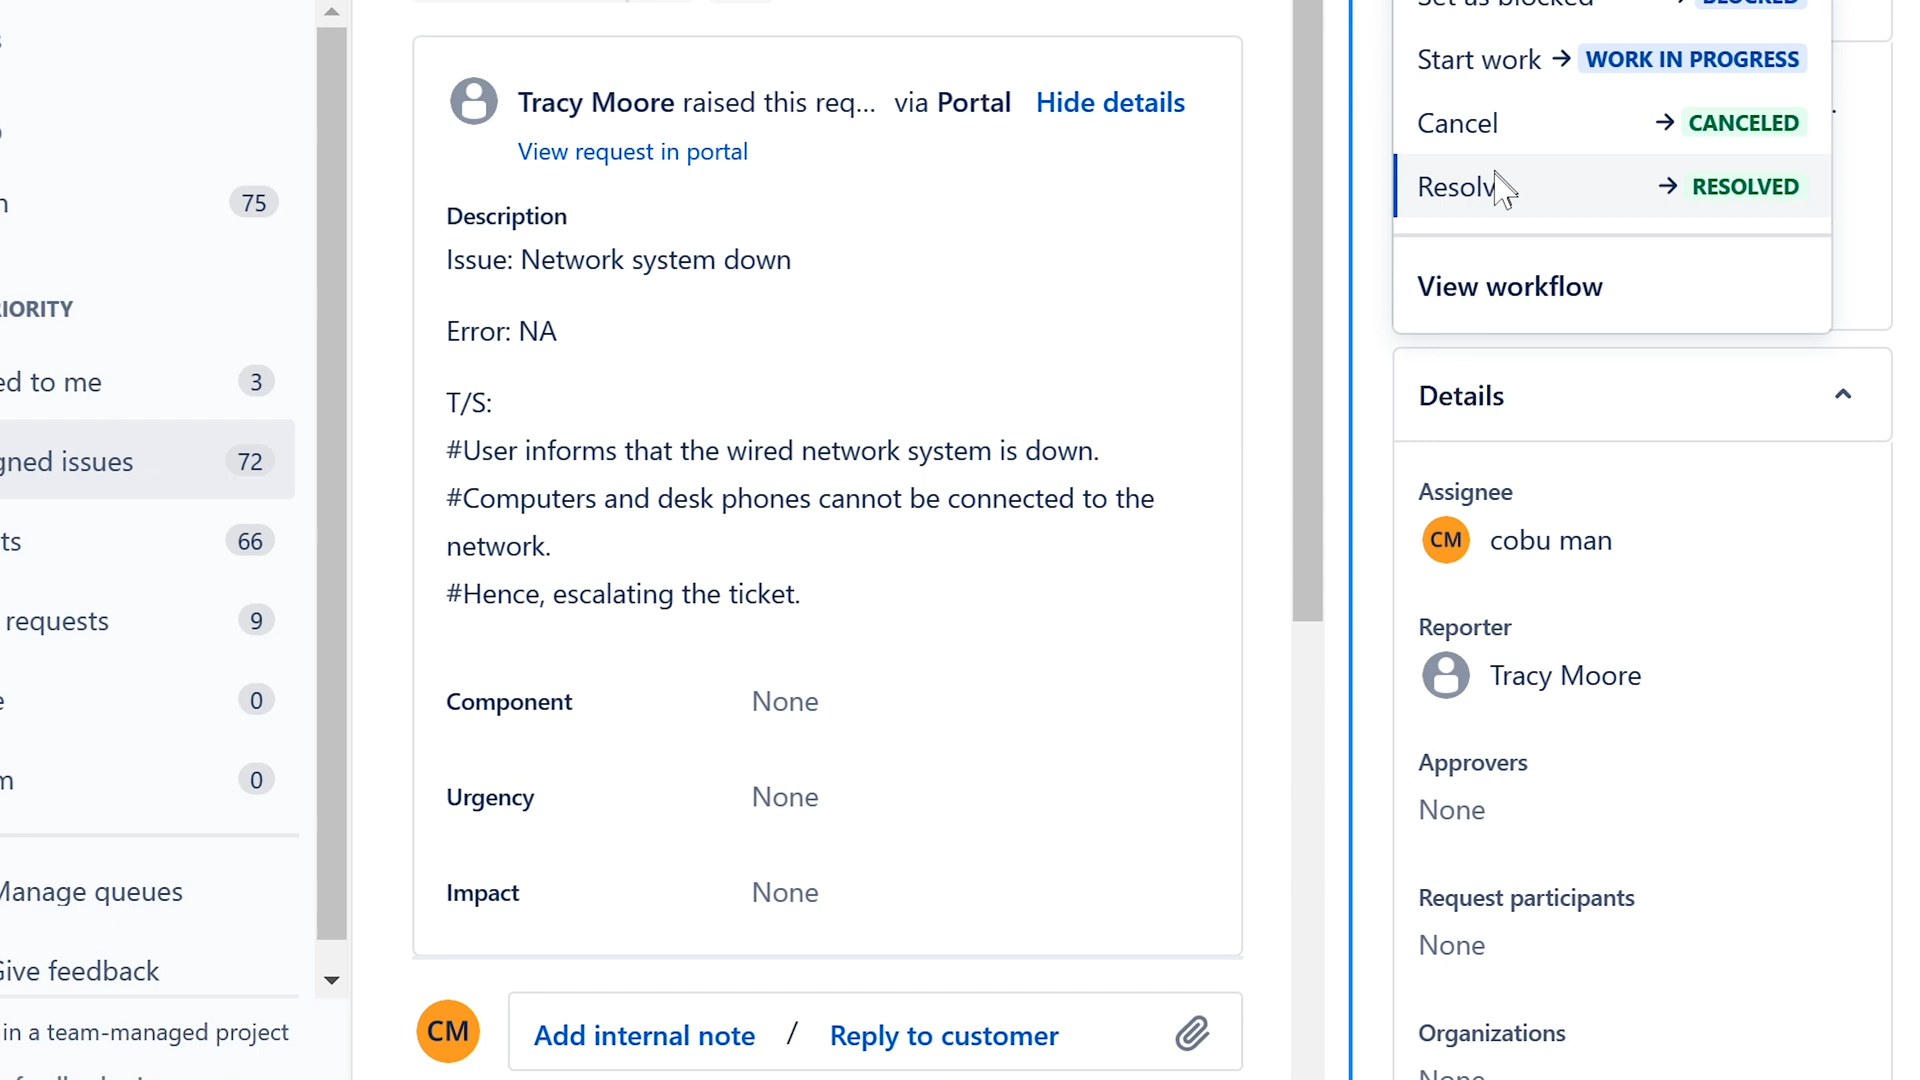 75
IORITY
ed to me 3
gned issues 72
ts 66
requests 9
0
0
Manage queues
Give feedback
in a team-managed project
Tracy Moore raised this req... via Portal Hide details
View request in portal
Description
Issue: Network system down
Error: NA
T/S:
#User informs that the wired network system is down.
#Computers and desk phones cannot be connected to the
network.
#Hence, escalating the ticket.
Component None
Urgency None
Impact None
CM Add internal note / Reply to customer
Set as blocked → BLOCKED
Start work → WORK IN PROGRESS
Cancel → CANCELED
Resolv → RESOLVED
View workflow
Details
Assignee
CM cobu man
Reporter
Tracy Moore
Approvers
None
Request participants
None
Organizations
None